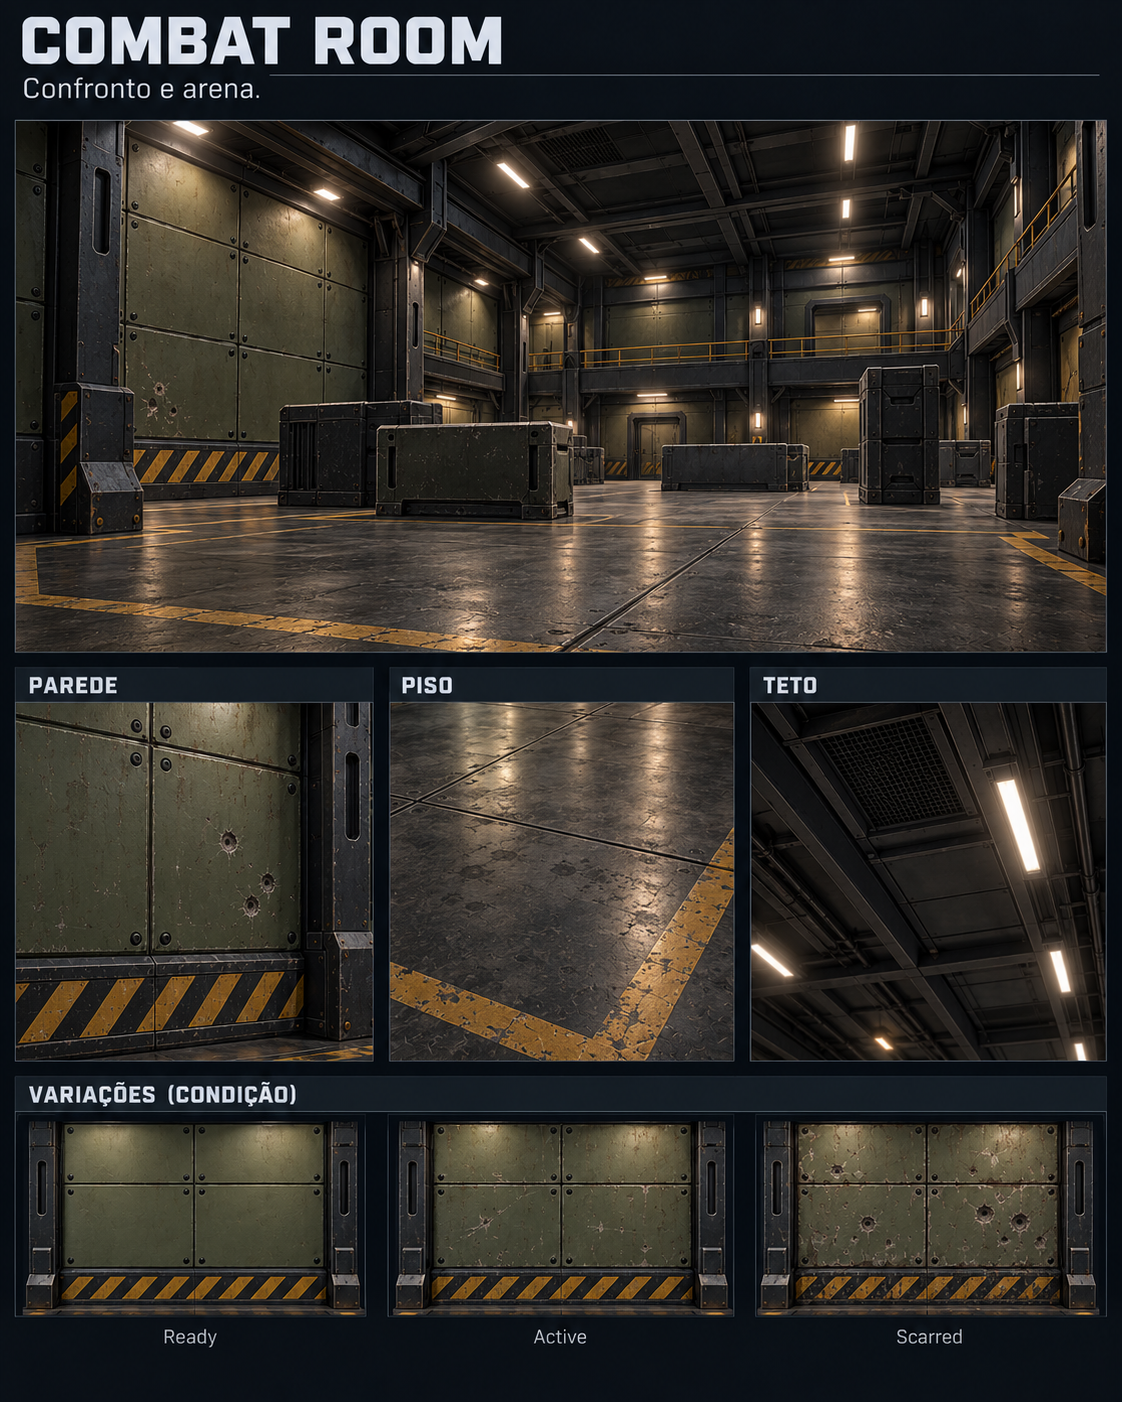 COMBAT ROOM
Confronto e arena.
PAREDE
PISO
TETO
VARIAÇÕES (CONDIÇÃO)
Ready
Active
Scarred